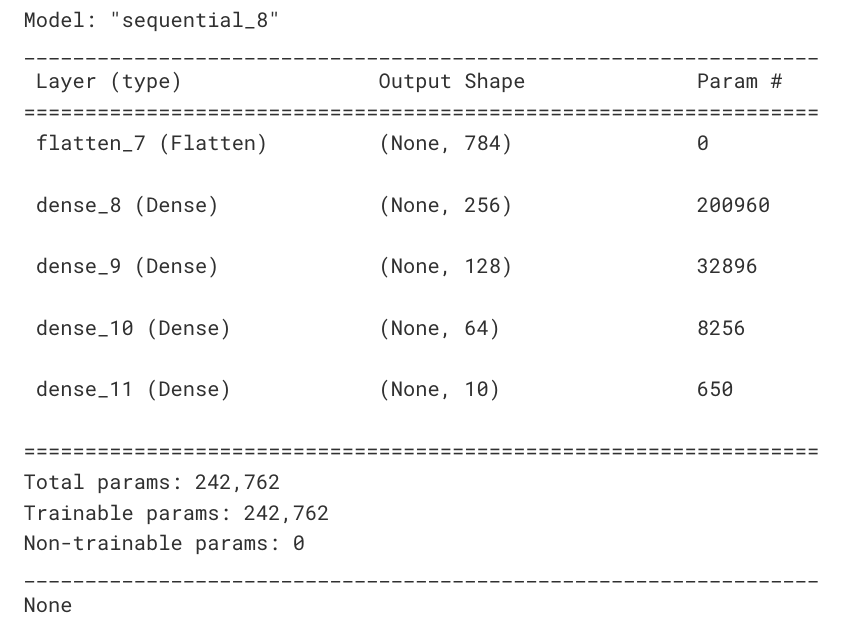 Model: "sequential_8"
_________________________________________________________________
Layer (type) Output Shape Param #
=================================================================
flatten_7 (Flatten) (None, 784) 0
dense_8 (Dense) (None, 256) 200960
dense_9 (Dense) (None, 128) 32896
dense_10 (Dense) (None, 64) 8256
dense_11 (Dense) (None, 10) 650
=================================================================
Total params: 242,762
Trainable params: 242,762
Non-trainable params: 0
_________________________________________________________________
None